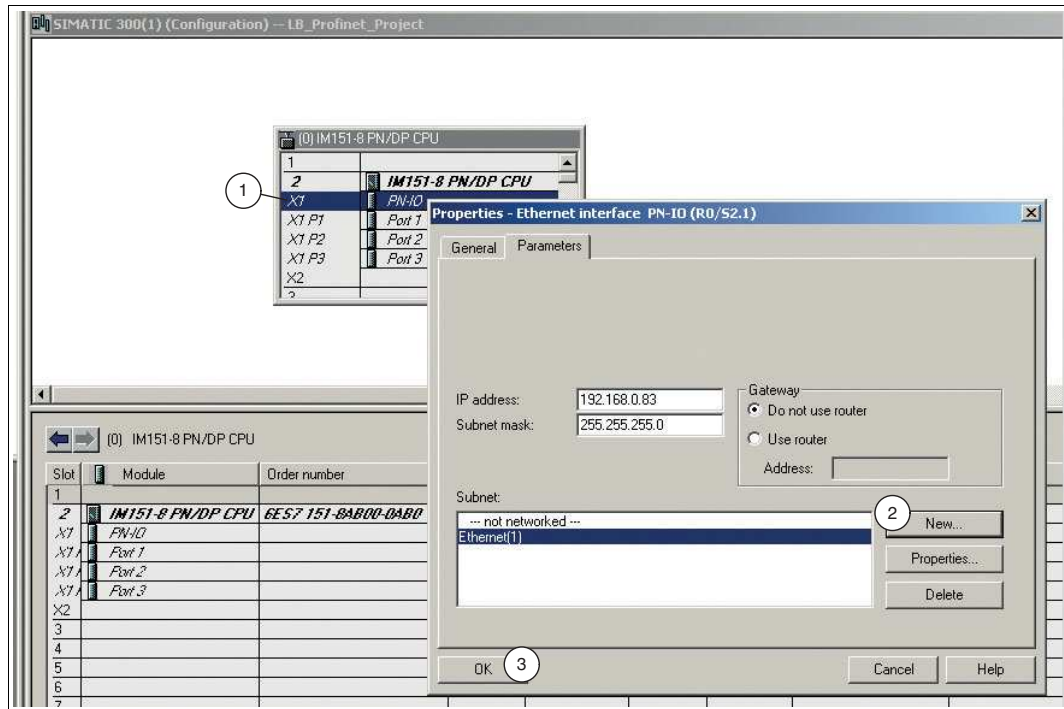 SIMATIC 300(1) (Configuration) -- LB_Profinet_Project
(0) IM151-8 PN/DP CPU
1
2 IM151-8 PN/DP CPU
1
X1 PN-IO
X1 P1 Port 1
X1 P2 Port 2
X1 P3 Port 3
X2
3
Properties - Ethernet interface PN-IO (R0/S2.1)
General Parameters
IP address: 192.168.0.83
Subnet mask: 255.255.255.0
Gateway
Do not use router
Use router
Address:
Subnet:
--- not networked ---
Ethernet(1)
2
New...
Properties...
Delete
OK
3
Cancel
Help
(0) IM151-8 PN/DP CPU
Slot Module Order number
1
2 IM151-8 PN/DP CPU 6ES7 151-8AB00-0AB0
X1 PN-IO
X1 Port 1
X1 Port 2
X1 Port 3
X2
3
4
5
6
7